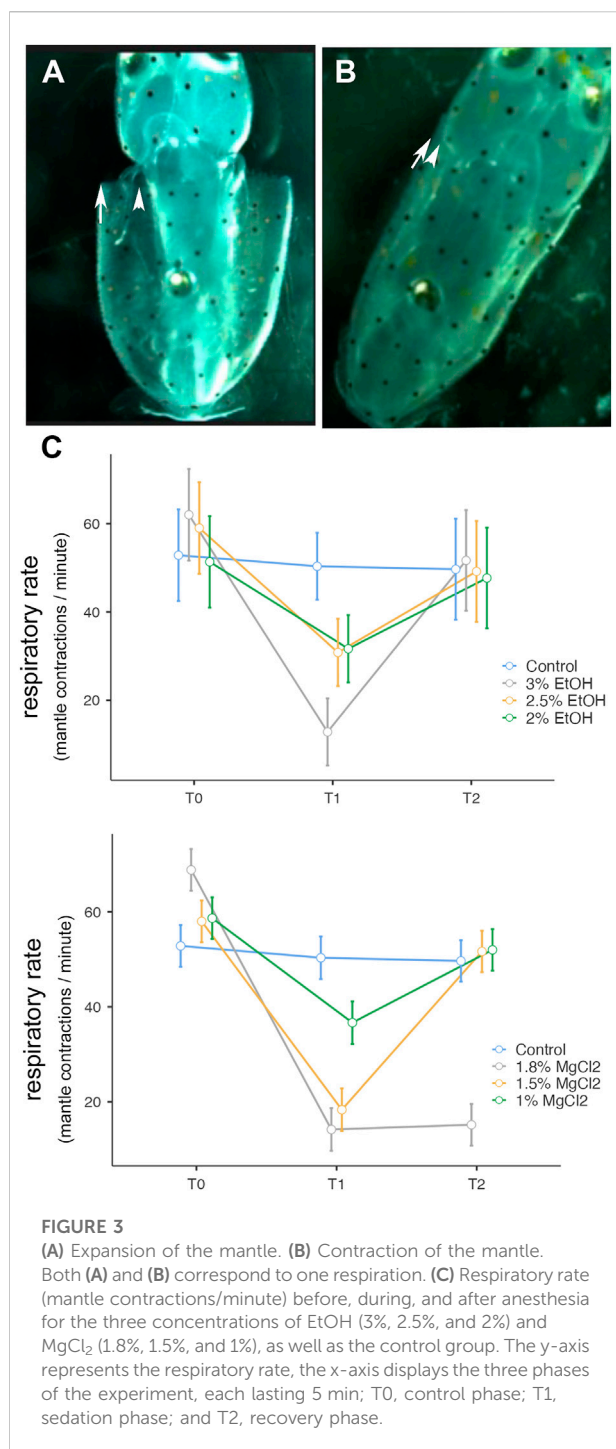 A
B
C
respiratory rate
(mantle contractions / minute)
60
40
20
Control
3% EtOH
2.5% EtOH
2% EtOH
T0
T1
T2
respiratory rate
(mantle contractions / minute)
60
40
20
Control
1.8% MgCl2
1.5% MgCl2
1% MgCl2
T0
T1
T2
FIGURE 3
(A) Expansion of the mantle. (B) Contraction of the mantle.
Both (A) and (B) correspond to one respiration. (C) Respiratory rate
(mantle contractions/minute) before, during, and after anesthesia
for the three concentrations of EtOH (3%, 2.5%, and 2%) and
MgCl₂ (1.8%, 1.5%, and 1%), as well as the control group. The y-axis
represents the respiratory rate, the x-axis displays the three phases
of the experiment, each lasting 5 min; T0, control phase; T1,
sedation phase; and T2, recovery phase.